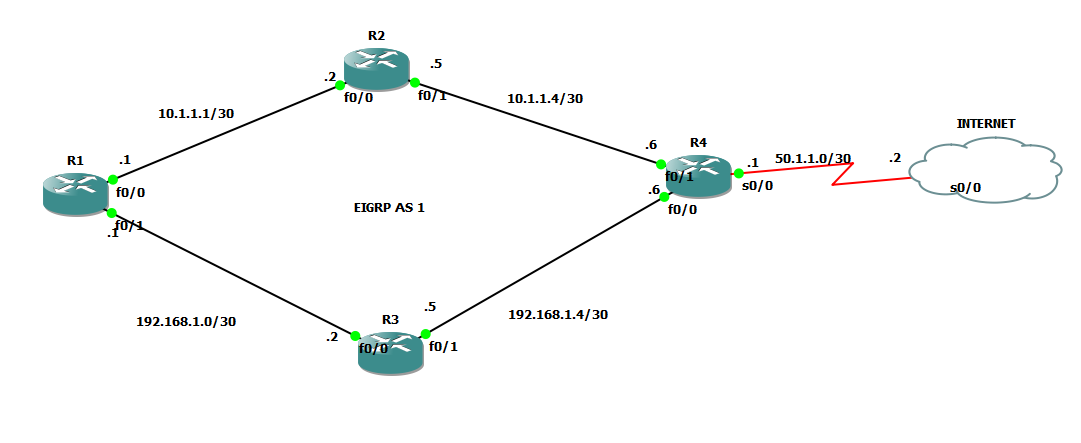 R2
.5
.2
f0/0
f0/1
10.1.1.1/30
10.1.1.4/30
INTERNET
R1
.1
f0/0
f0/1
.1
.6
R4
f0/1
.6
f0/0
.1
s0/0
50.1.1.0/30
.2
s0/0
EIGRP AS 1
192.168.1.0/30
192.168.1.4/30
R3
.5
.2
f0/0
f0/1